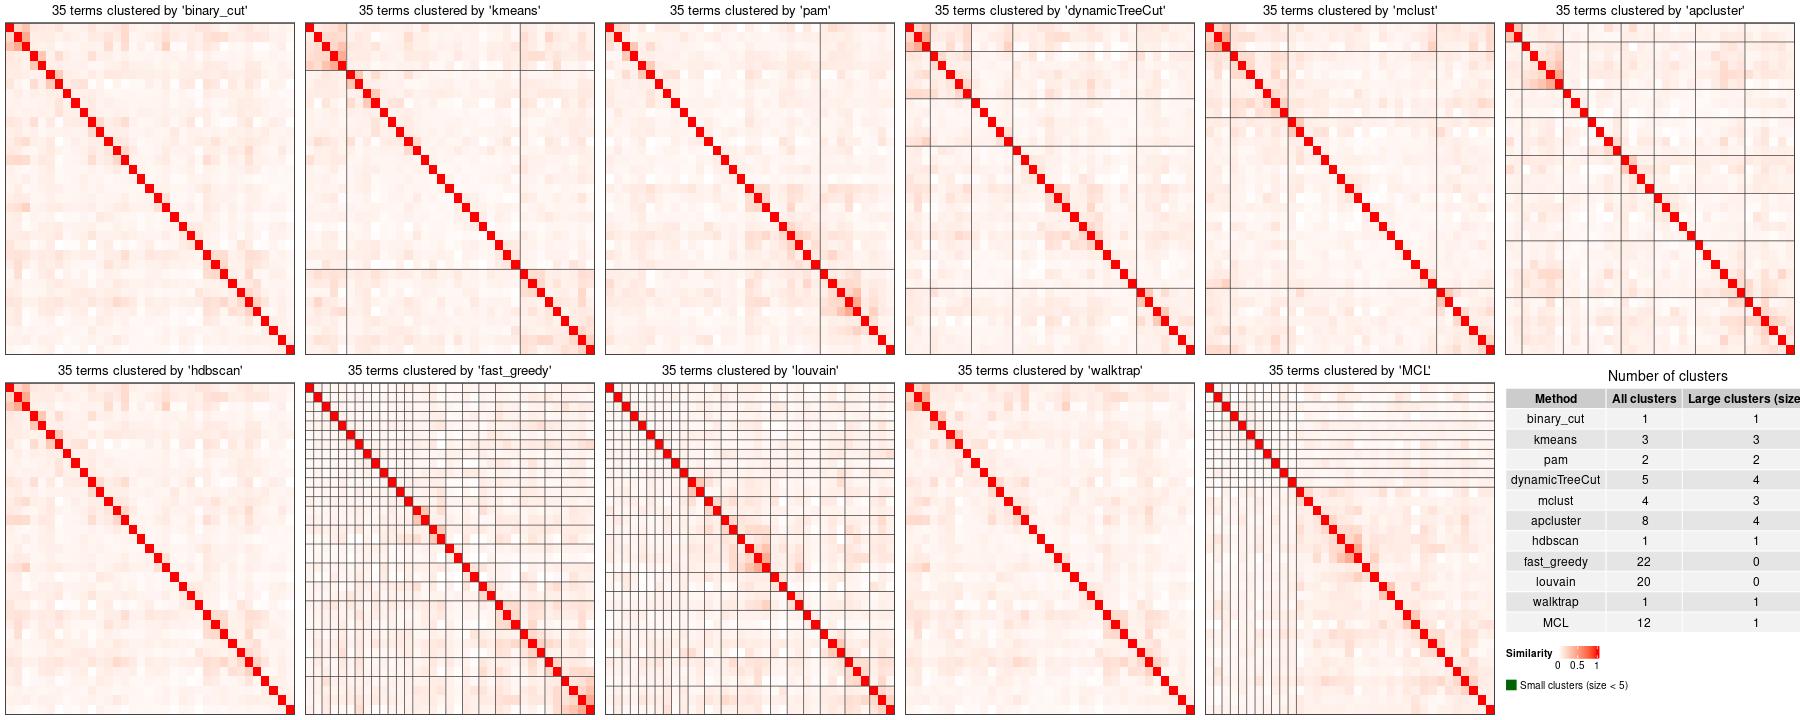 35 terms clustered by 'binary_cut'
35 terms clustered by 'kmeans'
35 terms clustered by 'pam'
35 terms clustered by 'dynamicTreeCut'
35 terms clustered by 'mclust'
35 terms clustered by 'apcluster'
35 terms clustered by 'hdbscan'
35 terms clustered by 'fast_greedy'
35 terms clustered by 'louvain'
35 terms clustered by 'walktrap'
35 terms clustered by 'MCL'
Number of clusters
Method All clusters Large clusters (size
binary_cut 1 1
kmeans 3 3
pam 2 2
dynamicTreeCut 5 4
mclust 4 3
apcluster 8 4
hdbscan 1 1
fast_greedy 22 0
louvain 20 0
walktrap 1 1
MCL 12 1
Similarity
0 0.5 1
Small clusters (size < 5)